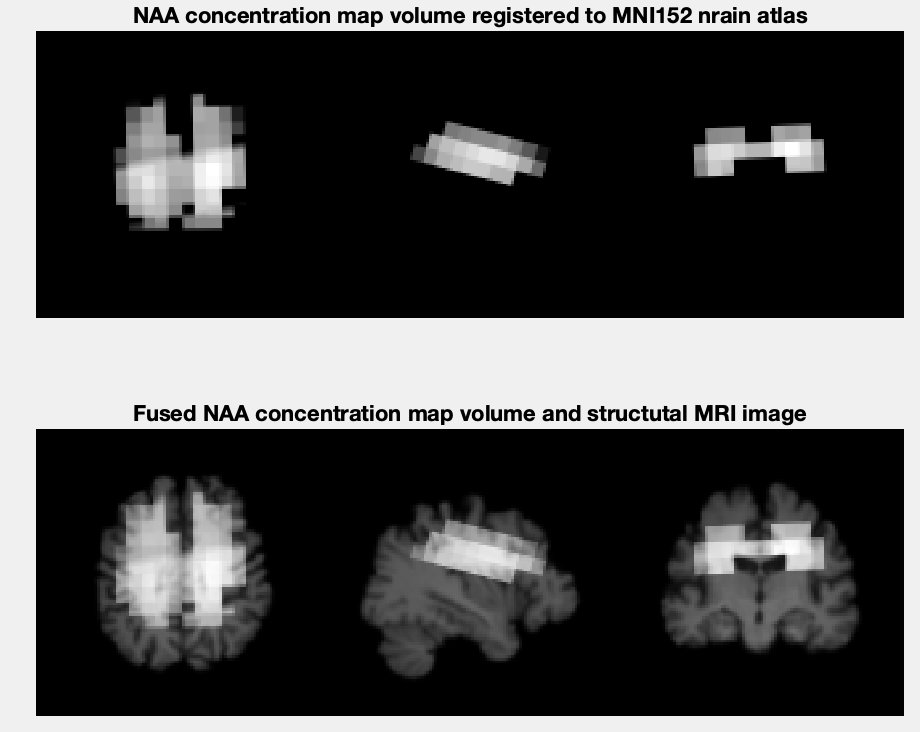 NAA concentration map volume registered to MNI152 nrain atlas
Fused NAA concentration map volume and structutal MRI image